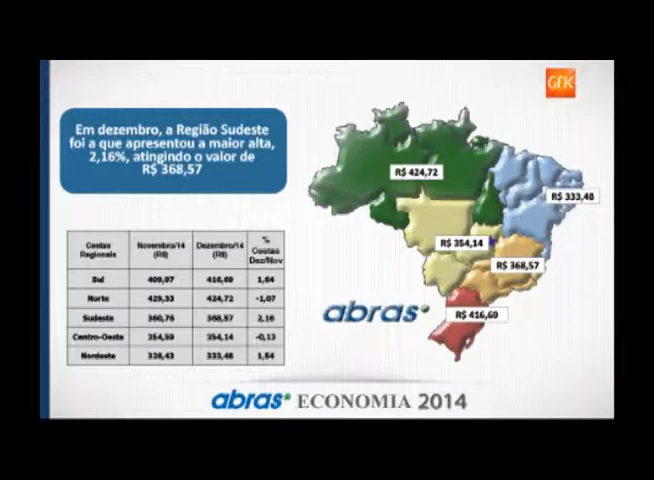 GfK
Em dezembro, a Região Sudeste
foi a que apresentou a maior alta,
2,16%, atingindo o valor de
R$ 368,57
R$ 424,72
R$ 333,48
R$ 354,14
R$ 368,57
R$ 416,69
abras
Cestas Regionais Novembro/14 (R$) Dezembro/14 (R$) % Cestas Dez/Nov
Sul 409,97 416,69 1,64
Norte 429,33 424,72 -1,07
Sudeste 360,76 368,57 2,16
Centro-Oeste 354,59 354,14 -0,13
Nordeste 328,43 333,48 1,54
abras ECONOMIA 2014